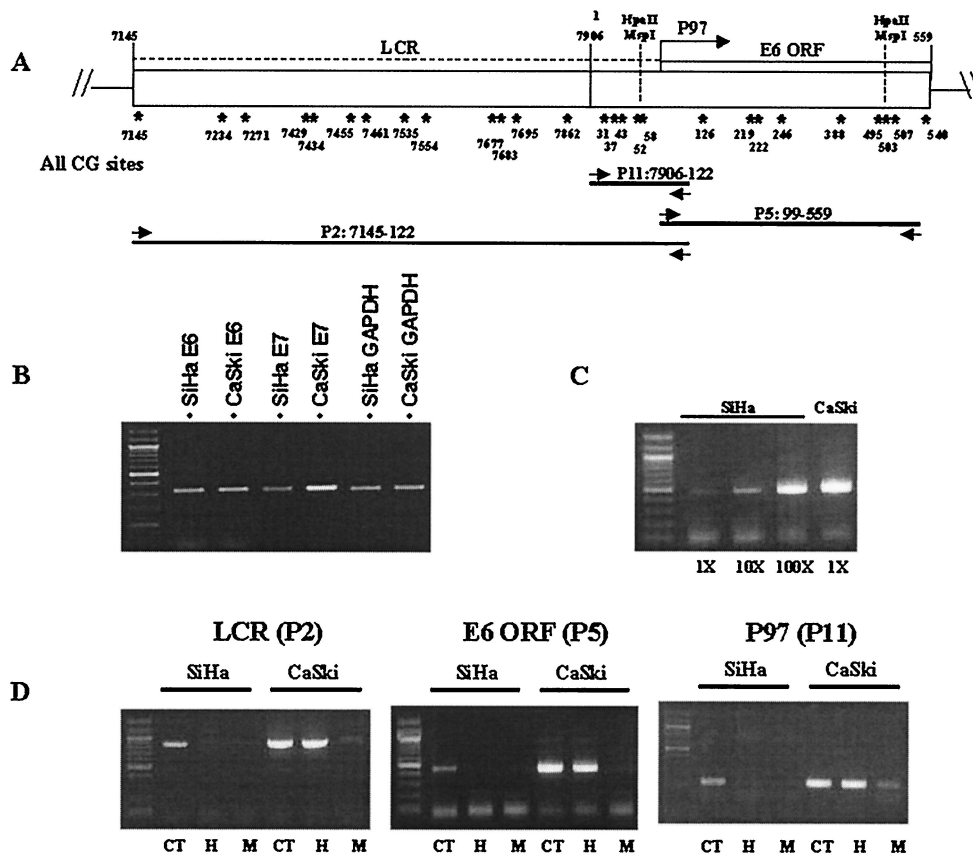 A
7145
LCR
1
7906
HpaII
MspI
P97
E6 ORF
HpaII
MspI
559
* * * ** * * * * ** * * *** ** * ** * * *** *
7145 7234 7271 7429 7434 7455 7461 7535 7554 7677 7683 7695 7862 31 37 43 52 58 126 219 222 246 388 495 503 507 540
All CG sites
P11:7906-122
P5: 99-559
P2: 7145-122
B
• SiHa E6
• CaSki E6
• SiHa E7
• CaSki E7
• SiHa GAPDH
• CaSki GAPDH
C
SiHa CaSki
1X 10X 100X 1X
D
LCR (P2)
SiHa CaSki
CT H M CT H M
E6 ORF (P5)
SiHa CaSki
CT H M CT H M
P97 (P11)
SiHa CaSki
CT H M CT H M